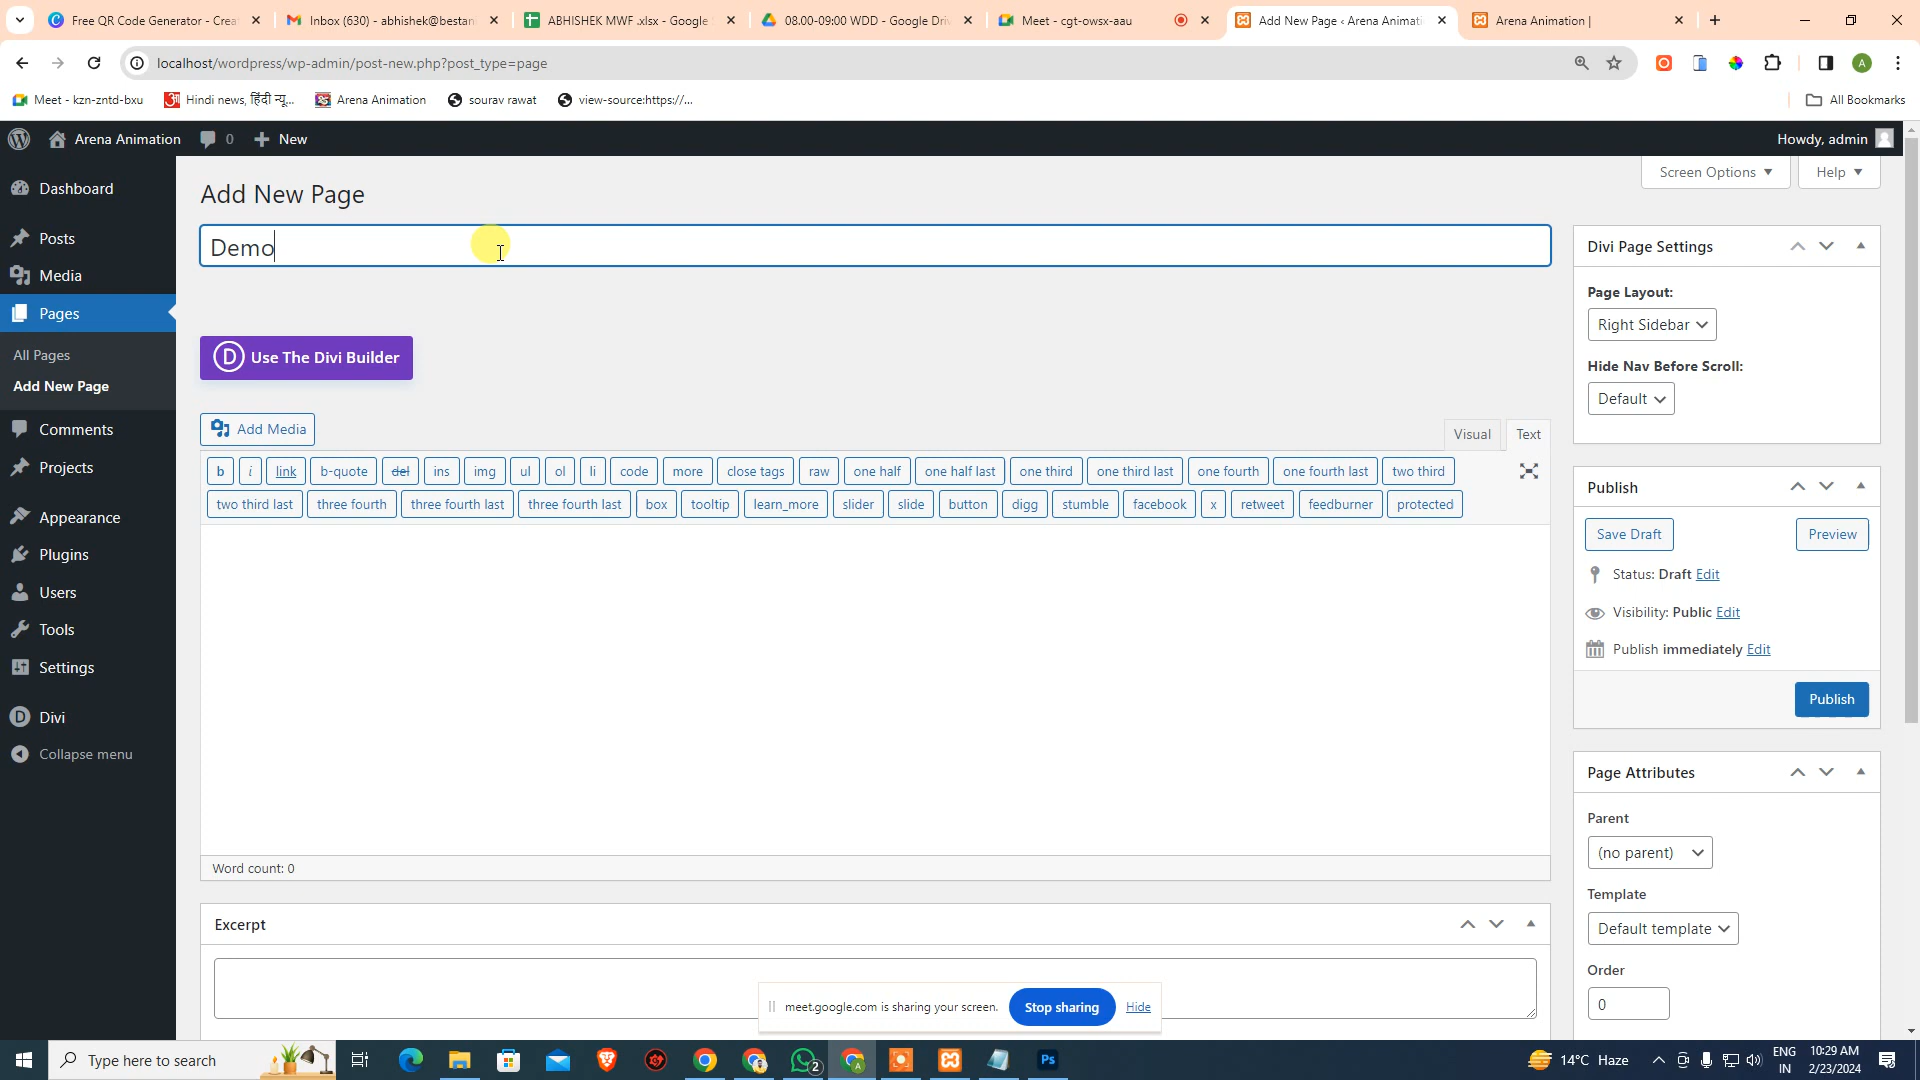 Free QR Code Generator - Crea
Inbox (630) - abhishek@bestan
ABHISHEK MWF .xlsx - Google
08.00-09:00 WDD - Google Dri
Meet - cgt-owsx-aau
Add New Page ‹ Arena Animati
Arena Animation |
localhost/wordpress/wp-admin/post-new.php?post_type=page
A
Meet - kzn-zntd-bxu
Hindi news, हिंदी न्यू...
Arena Animation
sourav rawat
view-source:https://...
All Bookmarks
Arena Animation
0
New
Howdy, admin
Screen Options
Help
Dashboard
Posts
Media
Pages
All Pages
Add New Page
Comments
Projects
Appearance
Plugins
Users
Tools
Settings
Divi
Collapse menu
Add New Page
Demo
D Use The Divi Builder
Add Media
Visual Text
b i link b-quote del ins img ul ol li code more close tags raw one half one half last one third one third last one fourth one fourth last two third
two third last three fourth three fourth last three fourth last box tooltip learn_more slider slide button digg stumble facebook x retweet feedburner protected
Word count: 0
Excerpt
Divi Page Settings
Page Layout:
Right Sidebar
Hide Nav Before Scroll:
Default
Publish
Save Draft Preview
Status: Draft Edit
Visibility: Public Edit
Publish immediately Edit
Publish
Page Attributes
Parent
(no parent)
Template
Default template
Order
0
meet.google.com is sharing your screen. Stop sharing Hide
Type here to search
2
A
Ps
14°C Haze
ENG
IN
10:29 AM
2/23/2024